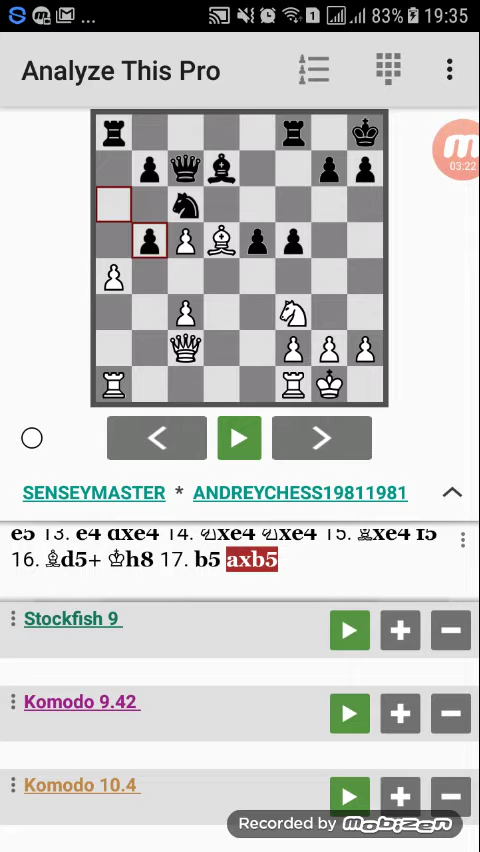 ... 1 83% 19:35
Analyze This Pro
03:22
SENSEYMASTER * ANDREYCHESS19811981
e5 13. e4 dxe4 14. ♘xe4 ♘xe4 15. ♗xe4 f5
16. ♗d5+ ♔h8 17. b5 axb5
Stockfish 9
Komodo 9.42
Komodo 10.4
Recorded by MOBIZEN